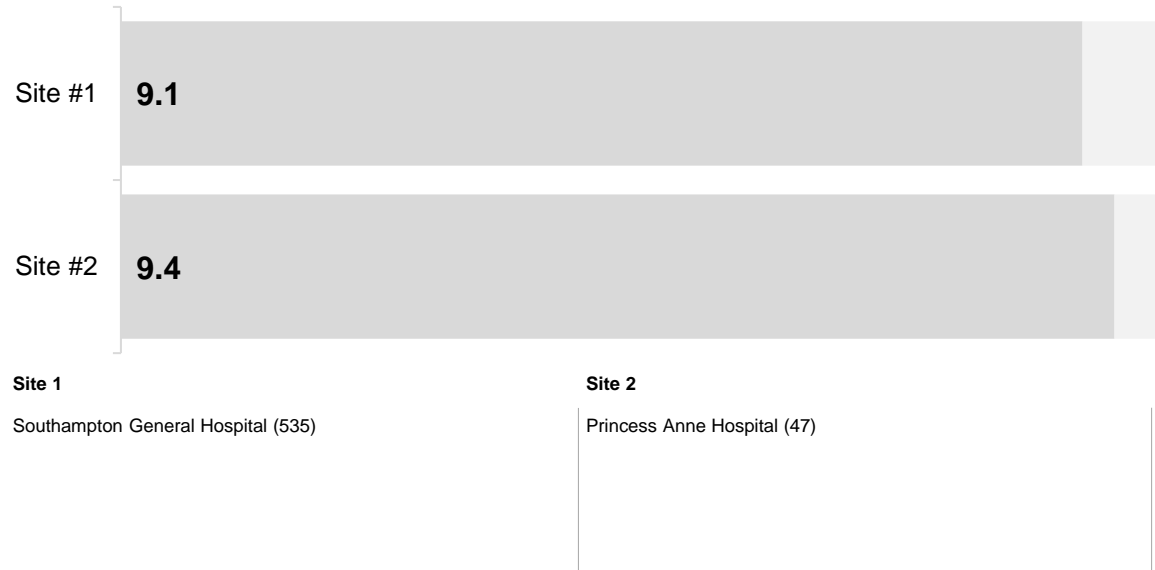 Site #1 9.1
Site #2 9.4
Site 1
Southampton General Hospital (535)
Site 2
Princess Anne Hospital (47)